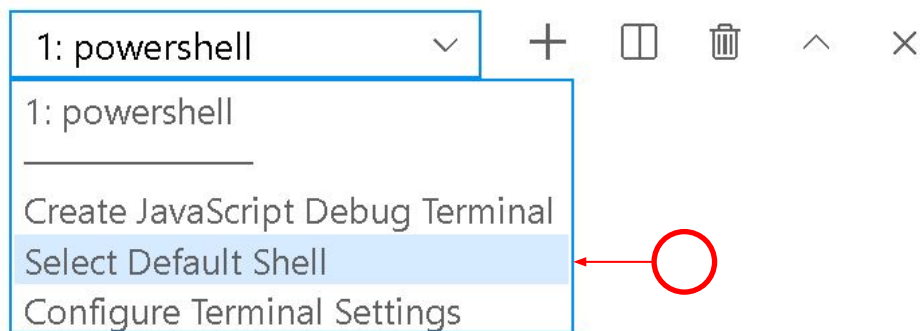 1: powershell
1: powershell
Create JavaScript Debug Terminal
Select Default Shell
Configure Terminal Settings